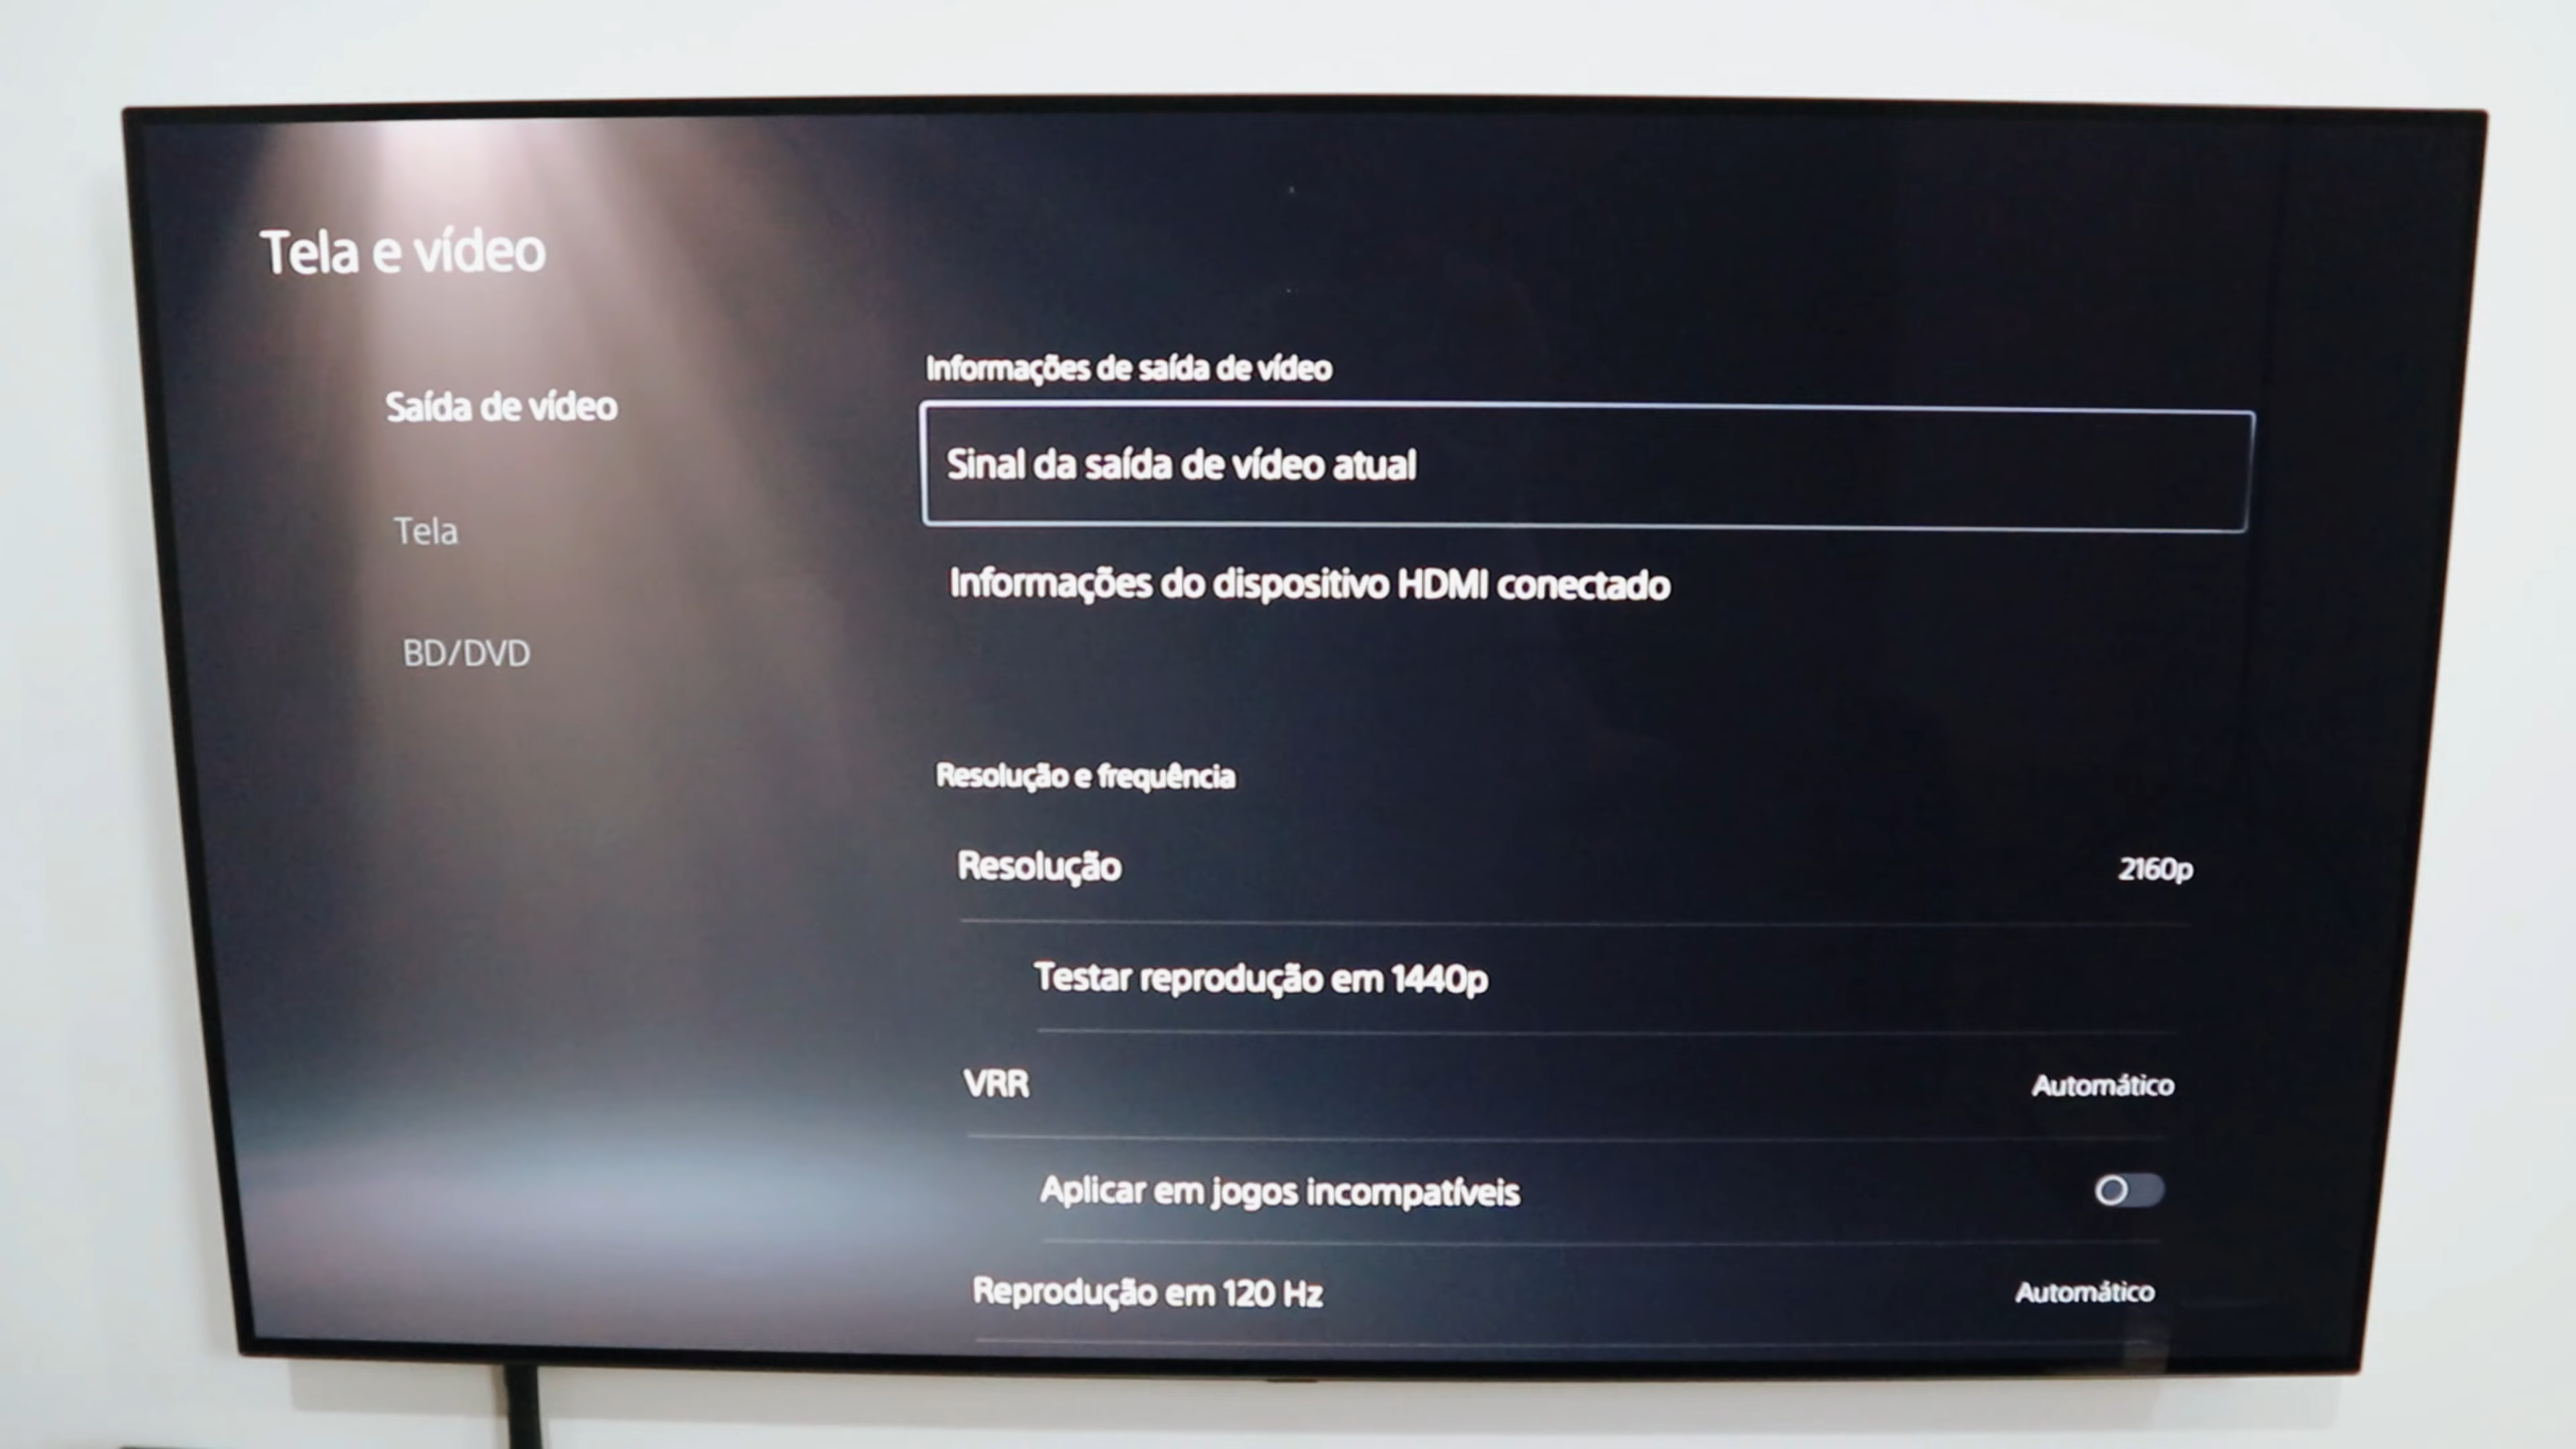 Tela e vídeo
Saída de vídeo
Tela
BD/DVD
Informações de saída de vídeo
Sinal da saída de vídeo atual
Informações do dispositivo HDMI conectado
Resolução e frequência
Resolução 2160p
Testar reprodução em 1440p
VRR Automático
Aplicar em jogos incompatíveis
Reprodução em 120 Hz Automático